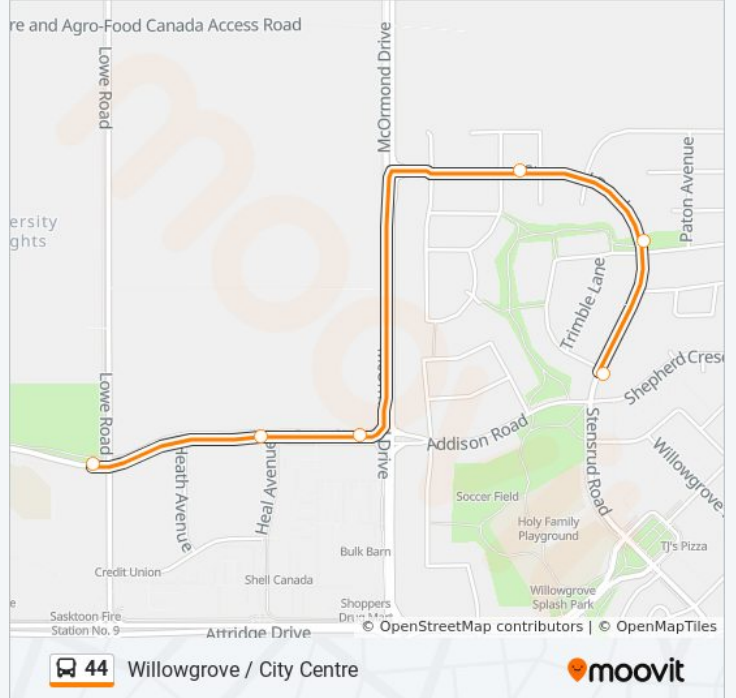 re and Agro-Food Canada Access Road
Lowe Road
McOrmond Drive
Paton Avenue
ersity
ghts
Trimble Lane
Shepherd Cresc
Lowe Road
Drive
Addison Road
Stensrud Road
Willowgrove
Heath Avenue
Heal Avenue
Soccer Field
Holy Family
Playground
TJ's Pizza
Bulk Barn
Credit Union
Shell Canada
Willowgrove
Splash Park
e
Sasktoon Fire
Station No. 9
Shoppers
Drug Mart
Attridge Drive
© OpenStreetMap contributors | © OpenMapTiles
moovit
44 Willowgrove / City Centre
moovit